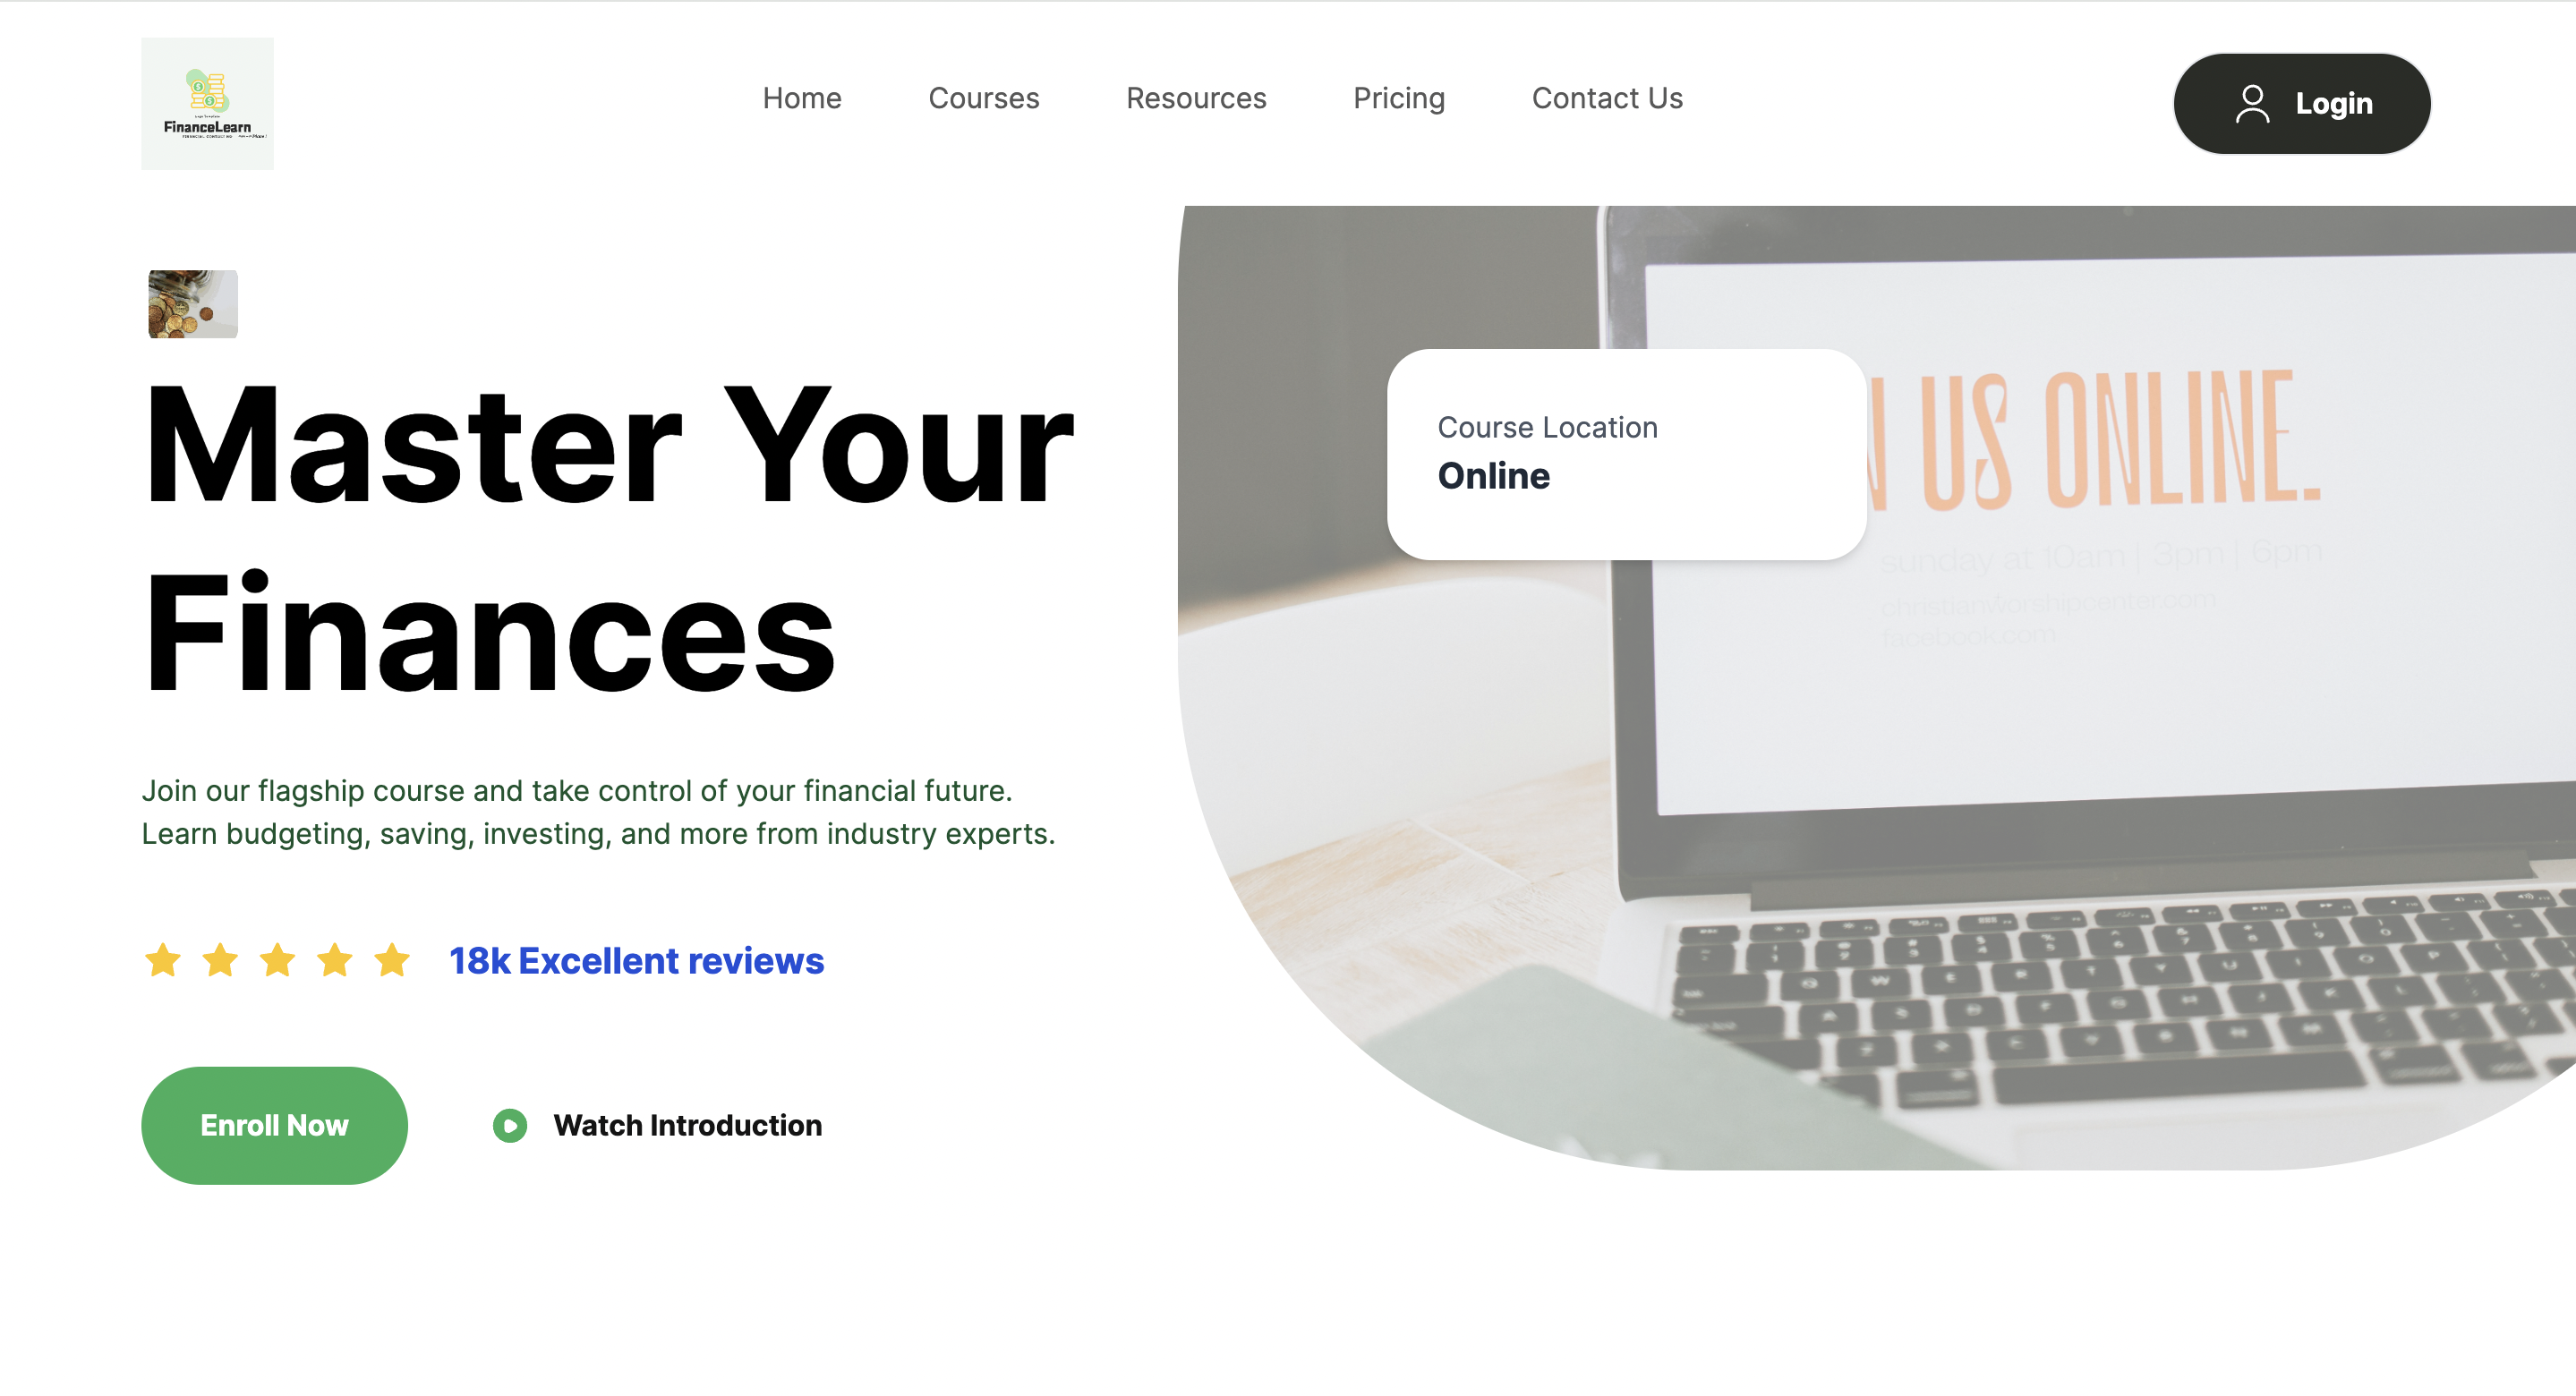 FinanceLearn
Home
Courses
Resources
Pricing
Contact Us
Login
Master Your
Finances
Join our flagship course and take control of your financial future.
Learn budgeting, saving, investing, and more from industry experts.
18k Excellent reviews
Enroll Now
Watch Introduction
Course Location
Online
US ONLINE.
sunday at 10am | 3pm | 6pm
christianworshipcenter.com
facebook.com